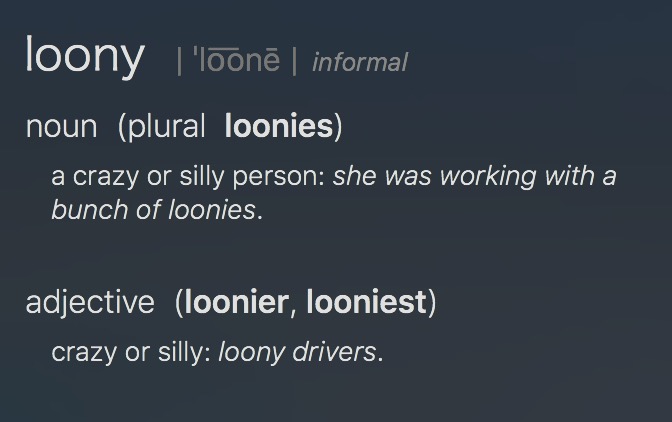 loony | ˈlo͞onē | informal
noun (plural loonies)
a crazy or silly person: she was working with a
bunch of loonies.
adjective (loonier, looniest)
crazy or silly: loony drivers.